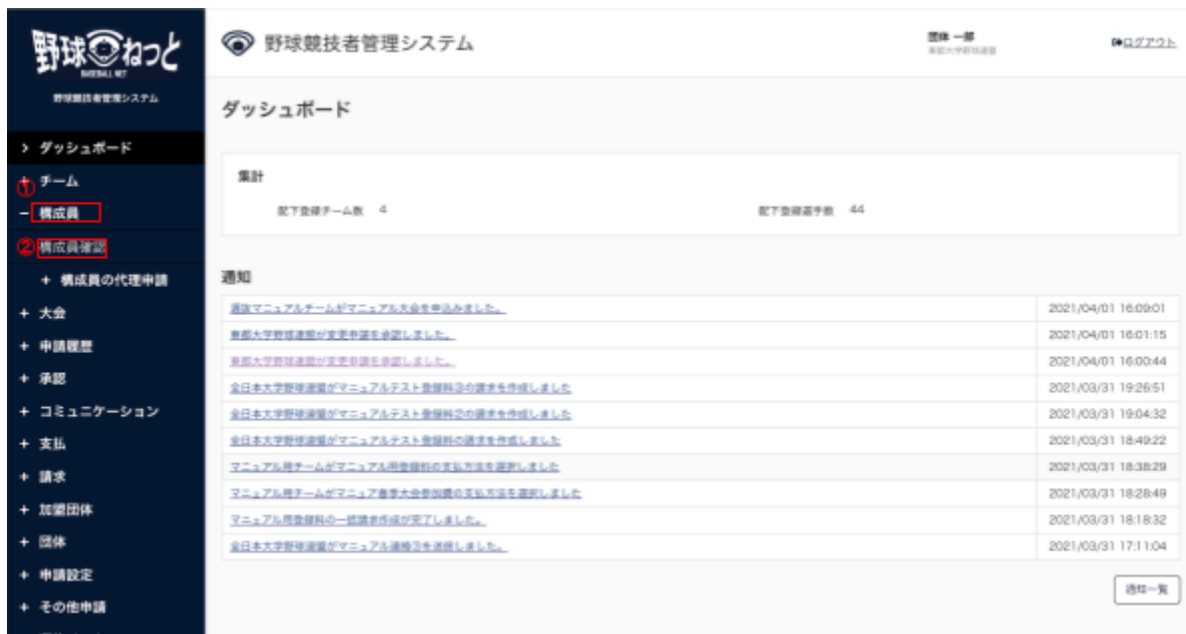 野球ねっと
BASEBALL NET
野球競技者管理システム
野球競技者管理システム
団体 一郎
東都大学野球連盟
ログアウト
ダッシュボード
> ダッシュボード
+ チーム
①
− 構成員
② 構成員確認
+ 構成員の代理申請
+ 大会
+ 申請履歴
+ 承認
+ コミュニケーション
+ 支払
+ 請求
+ 加盟団体
+ 団体
+ 申請設定
+ その他申請
集計
配下登録チーム数 4
配下登録選手数 44
通知
選抜マニュアルチームがマニュアル大会を申込みました。 2021/04/01 16:09:01
東都大学野球連盟が変更申請を承認しました。 2021/04/01 16:01:15
東都大学野球連盟が変更申請を承認しました。 2021/04/01 16:00:44
全日本大学野球連盟がマニュアルテスト登録料③の請求を作成しました 2021/03/31 19:26:51
全日本大学野球連盟がマニュアルテスト登録料②の請求を作成しました 2021/03/31 19:04:32
全日本大学野球連盟がマニュアルテスト登録料の請求を作成しました 2021/03/31 18:49:22
マニュアル用チームがマニュアル用登録料の支払方法を選択しました 2021/03/31 18:38:29
マニュアル用チームがマニュア春季大会参加費の支払方法を選択しました 2021/03/31 18:28:49
マニュアル用登録料の一括請求作成が完了しました。 2021/03/31 18:18:32
全日本大学野球連盟がマニュアル連絡③を送信しました。 2021/03/31 17:11:04
通知一覧